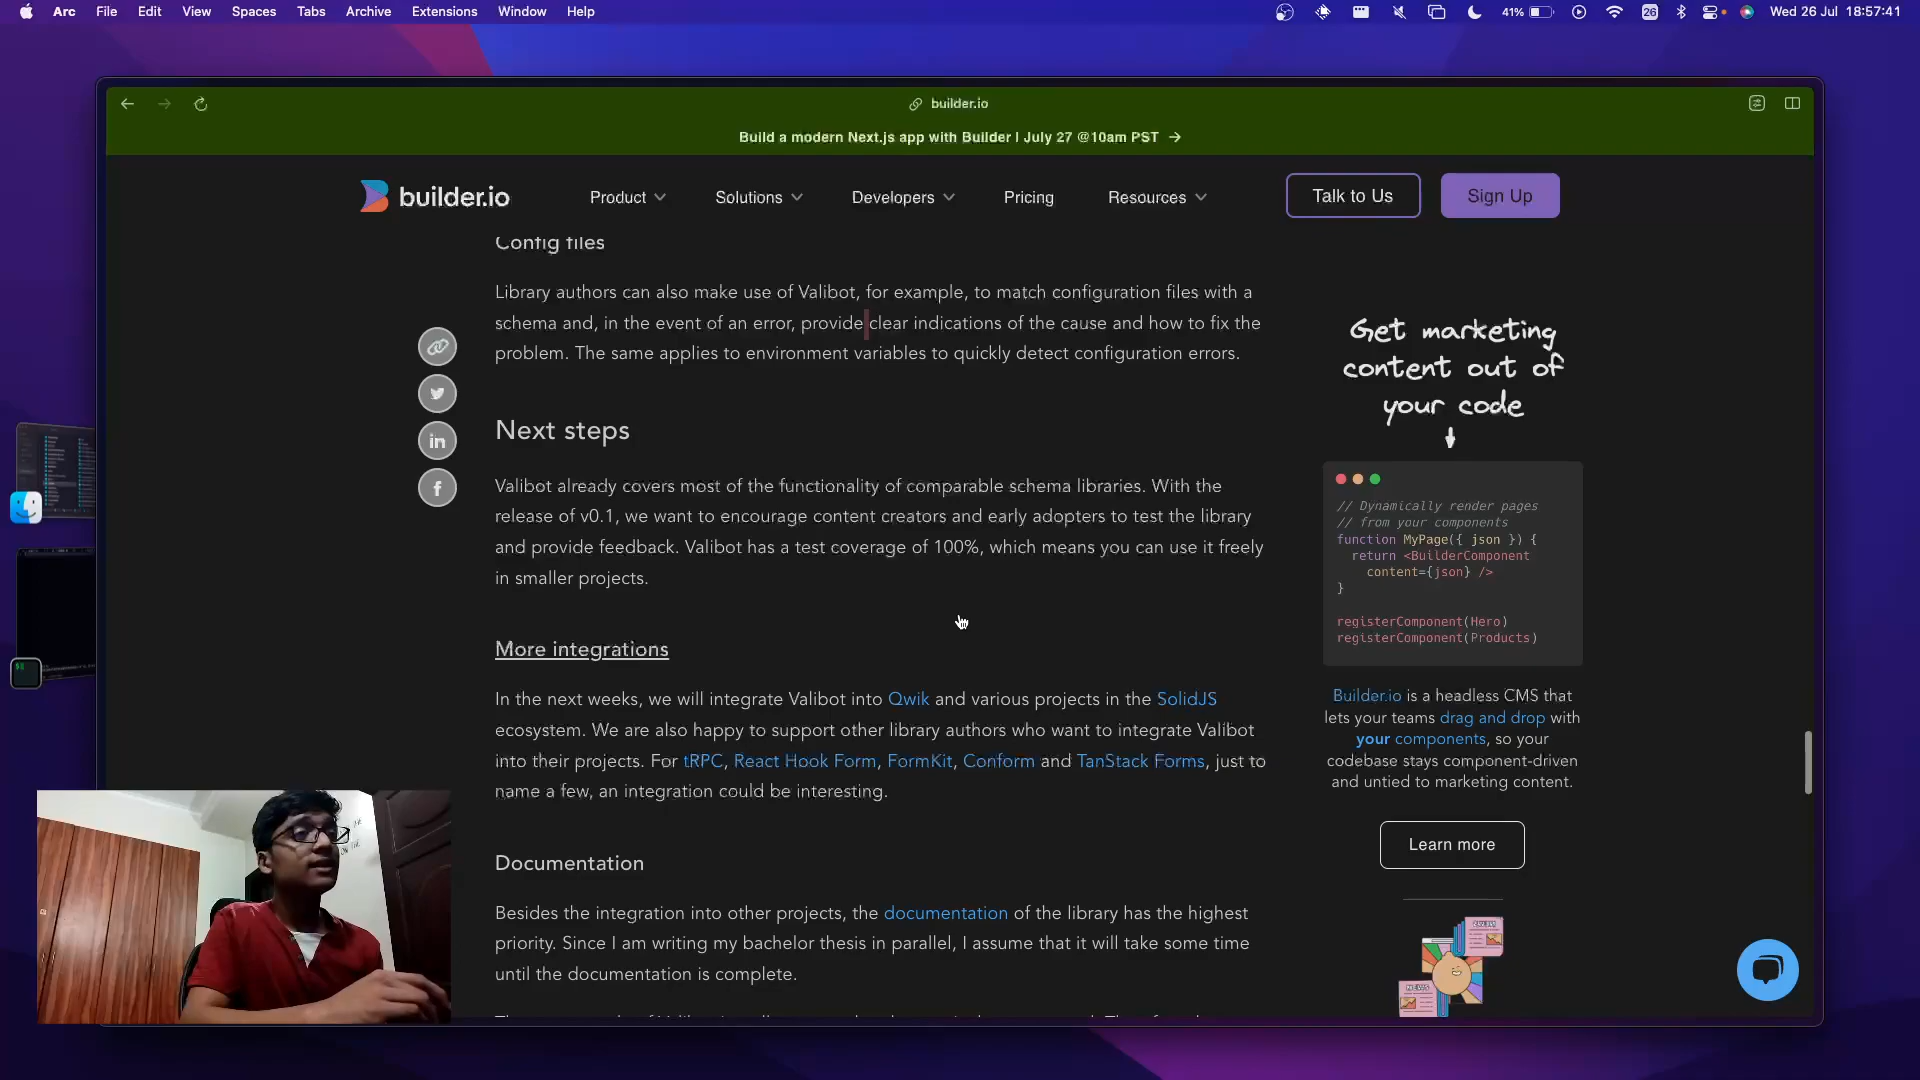 Arc File Edit View Spaces Tabs Archive Extensions Window Help 41% 26 Wed 26 Jul 18:57:41
builder.io
Build a modern Next.js app with Builder | July 27 @10am PST →
builder.io Product Solutions Developers Pricing Resources Talk to Us Sign Up
Config files
Library authors can also make use of Valibot, for example, to match configuration files with a
schema and, in the event of an error, provide clear indications of the cause and how to fix the
problem. The same applies to environment variables to quickly detect configuration errors.
Next steps
Valibot already covers most of the functionality of comparable schema libraries. With the
release of v0.1, we want to encourage content creators and early adopters to test the library
and provide feedback. Valibot has a test coverage of 100%, which means you can use it freely
in smaller projects.
More integrations
In the next weeks, we will integrate Valibot into Qwik and various projects in the SolidJS
ecosystem. We are also happy to support other library authors who want to integrate Valibot
into their projects. For tRPC, React Hook Form, FormKit, Conform and TanStack Forms, just to
name a few, an integration could be interesting.
Documentation
Besides the integration into other projects, the documentation of the library has the highest
priority. Since I am writing my bachelor thesis in parallel, I assume that it will take some time
until the documentation is complete.
Get marketing
content out of
your code
// Dynamically render pages
// from your components
function MyPage({ json }) {
return <BuilderComponent
content={json} />
}
registerComponent(Hero)
registerComponent(Products)
Builder.io is a headless CMS that
lets your teams drag and drop with
your components, so your
codebase stays component-driven
and untied to marketing content.
Learn more
NEWS